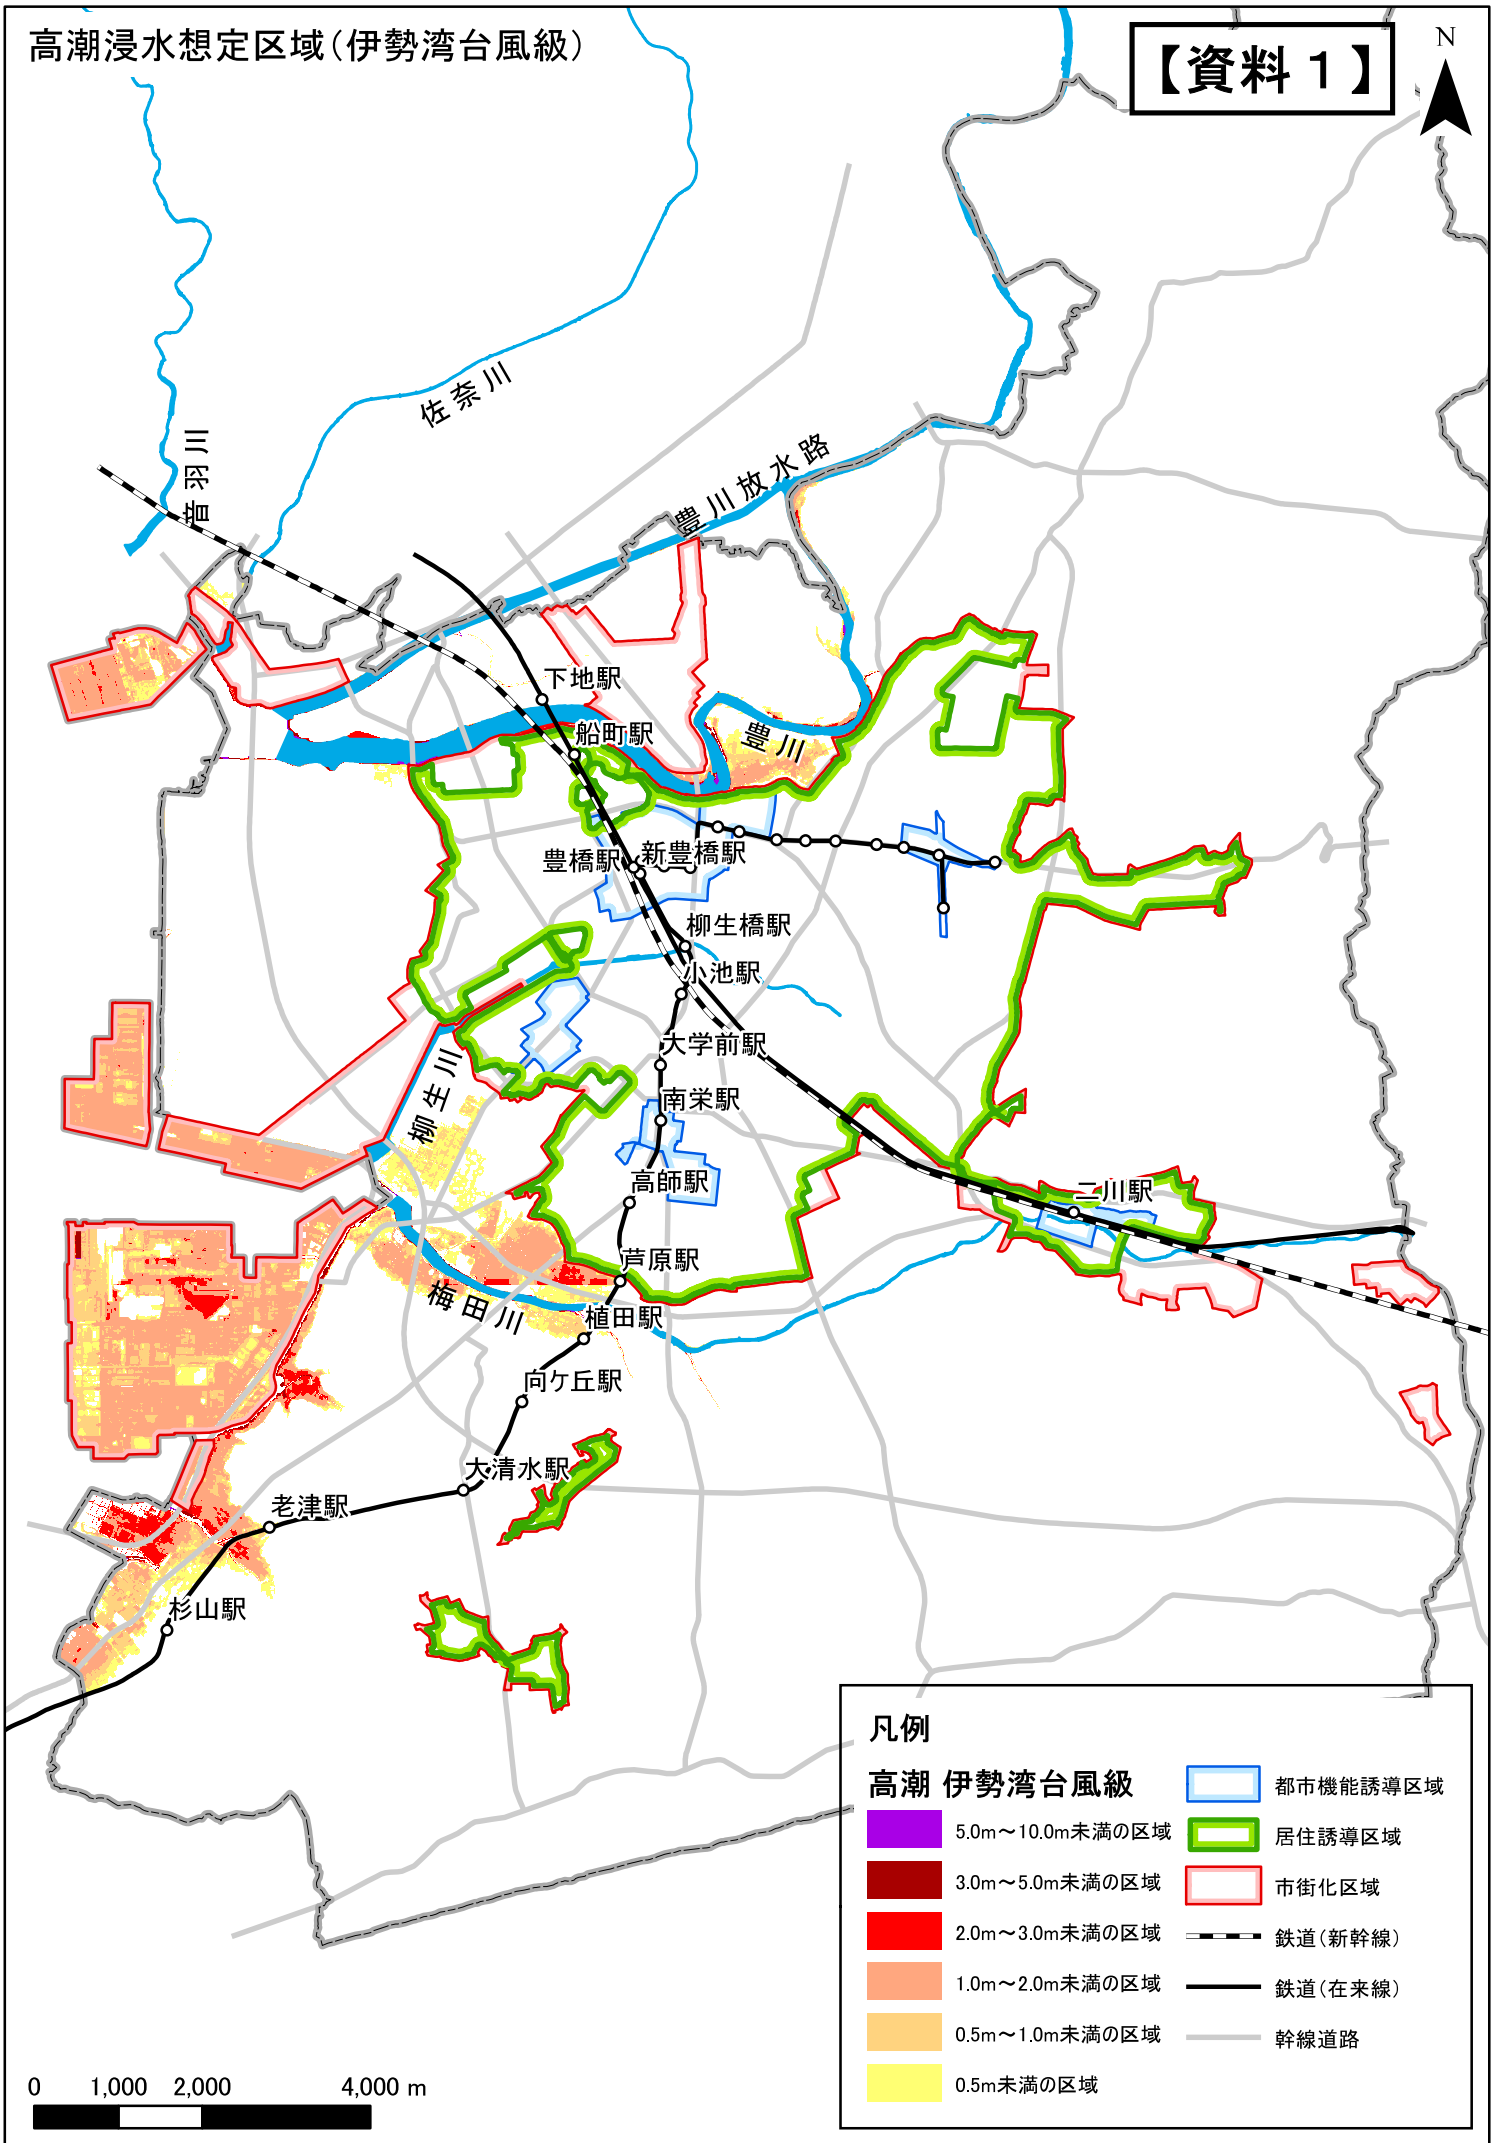 高潮浸水想定区域(伊勢湾台風級)
【資料1】
N
佐奈川
音羽川
豊川放水路
下地駅
船町駅
豊川
豊橋駅
新豊橋駅
柳生橋駅
小池駅
大学前駅
柳生川
南栄駅
高師駅
二川駅
芦原駅
梅田川
植田駅
向ケ丘駅
大清水駅
老津駅
杉山駅
凡例
高潮 伊勢湾台風級
5.0m~10.0m未満の区域
3.0m~5.0m未満の区域
2.0m~3.0m未満の区域
1.0m~2.0m未満の区域
0.5m~1.0m未満の区域
0.5m未満の区域
都市機能誘導区域
居住誘導区域
市街化区域
鉄道(新幹線)
鉄道(在来線)
幹線道路
0 1,000 2,000 4,000 m